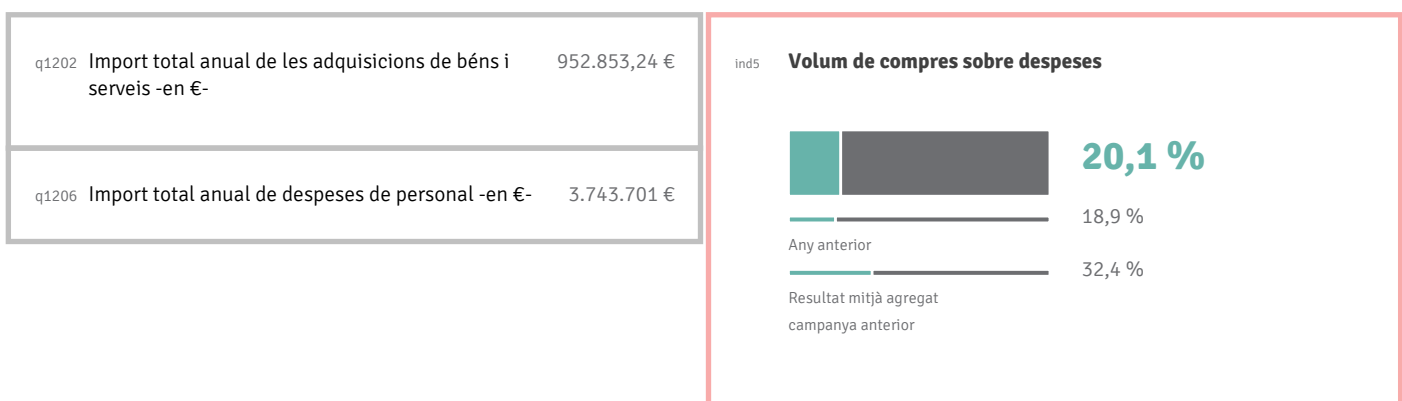 q1202 Import total anual de les adquisicions de béns i 952.853,24 €
serveis -en €-
q1206 Import total anual de despeses de personal -en €- 3.743.701 €
ind5 Volum de compres sobre despeses
20,1 %
18,9 %
Any anterior
32,4 %
Resultat mitjà agregat
campanya anterior